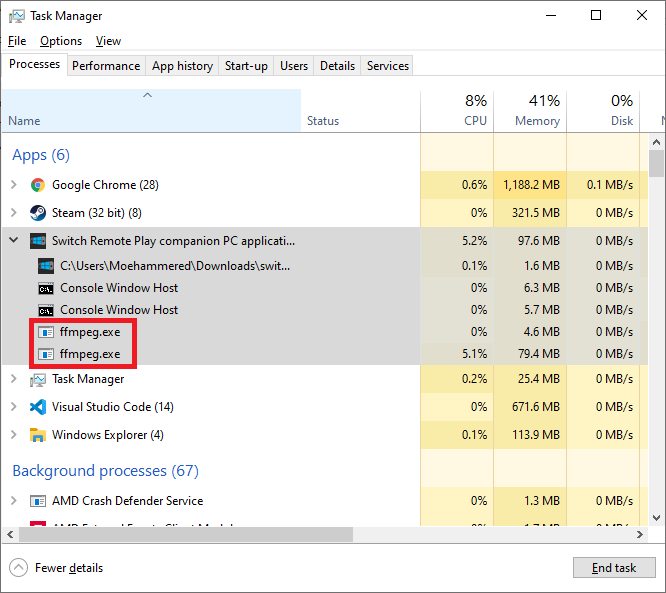 Task Manager
File Options View
Processes Performance App history Start-up Users Details Services
8% 41% 0%
Name Status CPU Memory Disk
Apps (6)
Google Chrome (28) 0.6% 1,188.2 MB 0.1 MB/s
Steam (32 bit) (8) 0% 321.5 MB 0 MB/s
Switch Remote Play companion PC applicati... 5.2% 97.6 MB 0 MB/s
C:\Users\Moehammered\Downloads\swit... 0.1% 1.6 MB 0 MB/s
Console Window Host 0% 6.3 MB 0 MB/s
Console Window Host 0% 5.7 MB 0 MB/s
ffmpeg.exe 0% 4.6 MB 0 MB/s
ffmpeg.exe 5.1% 79.4 MB 0 MB/s
Task Manager 0.2% 25.4 MB 0 MB/s
Visual Studio Code (14) 0% 671.6 MB 0 MB/s
Windows Explorer (4) 0.1% 113.9 MB 0 MB/s
Background processes (67)
AMD Crash Defender Service 0% 1.3 MB 0 MB/s
Fewer details End task